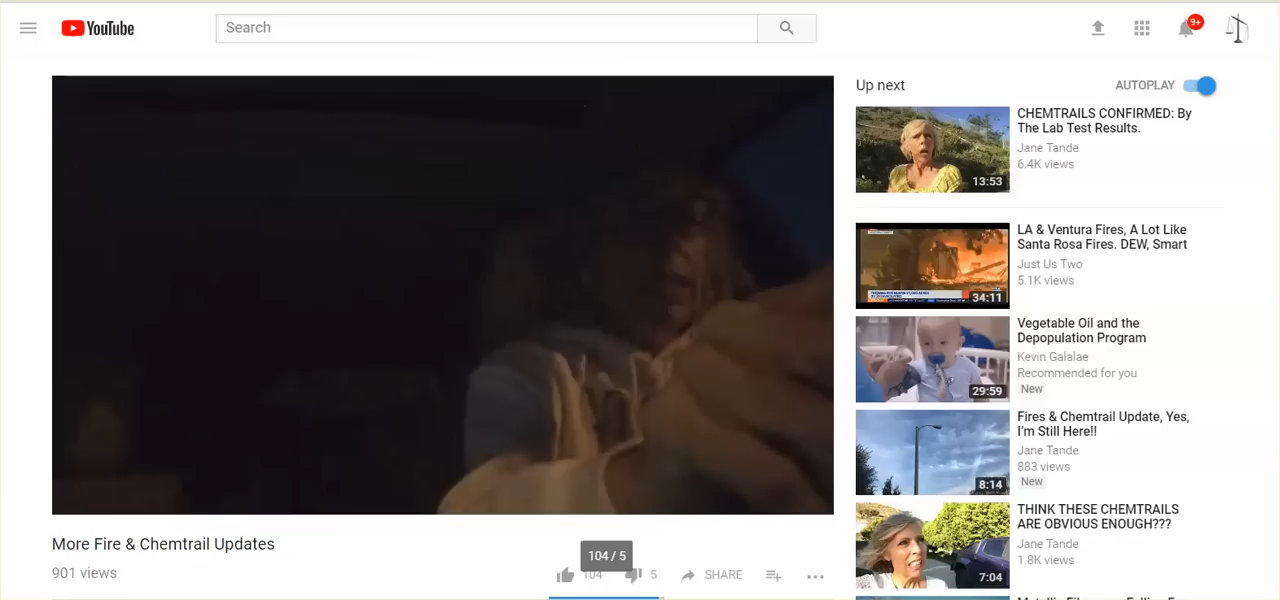 YouTube
Search
9+
Up next
AUTOPLAY
CHEMTRAILS CONFIRMED: By
The Lab Test Results.
Jane Tande
6.4K views
13:53
LA & Ventura Fires, A Lot Like
Santa Rosa Fires. DEW, Smart
Just Us Two
5.1K views
34:11
Vegetable Oil and the
Depopulation Program
Kevin Galalae
Recommended for you
New
29:59
Fires & Chemtrail Update, Yes,
I'm Still Here!!
Jane Tande
883 views
New
8:14
THINK THESE CHEMTRAILS
ARE OBVIOUS ENOUGH???
Jane Tande
1.8K views
7:04
More Fire & Chemtrail Updates
901 views
104 / 5
104
5
SHARE